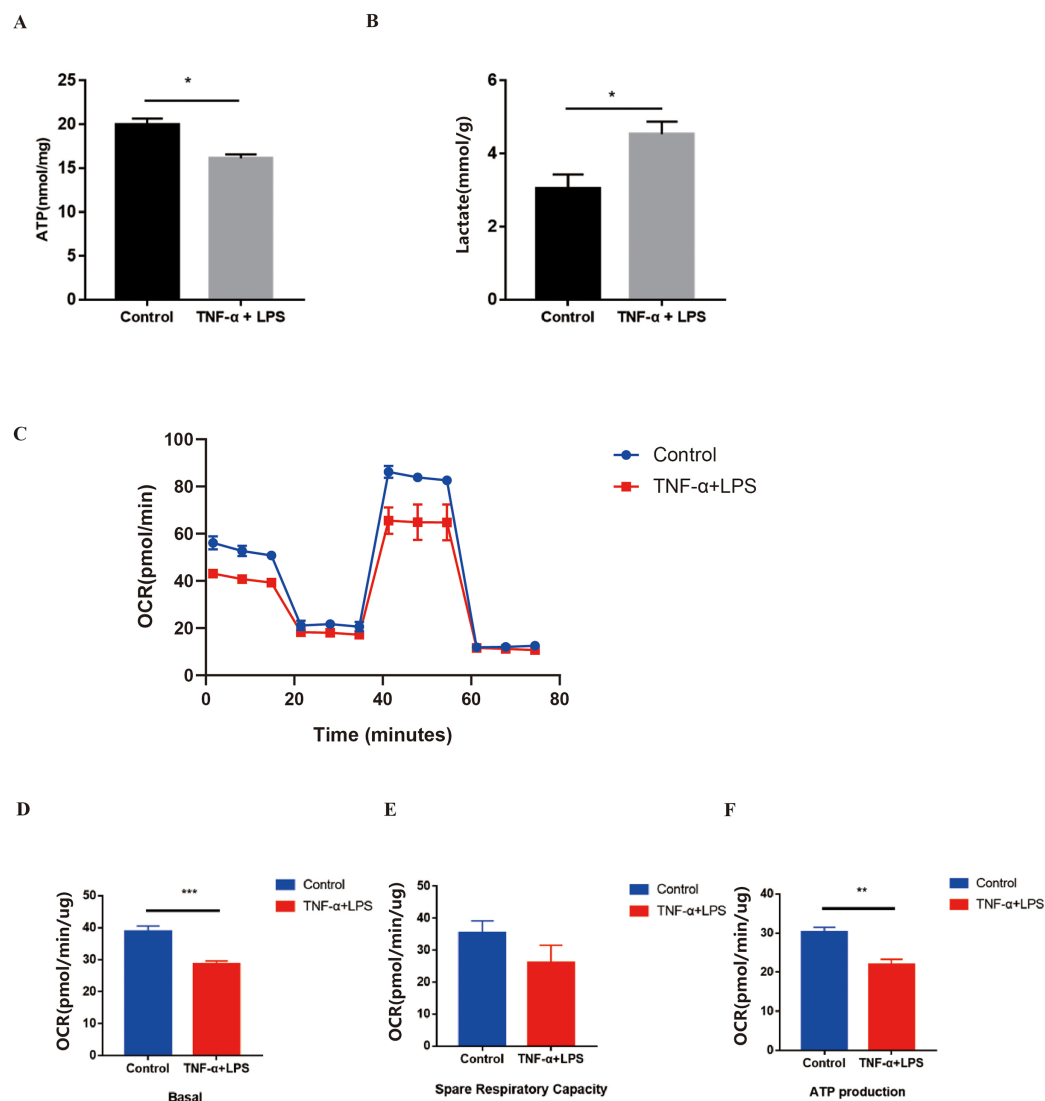 A
B
25
20
15
10
5
0
ATP(nmol/mg)
*
Control
TNF-α + LPS
6
4
2
0
Lactate(mmol/g)
*
Control
TNF-α + LPS
C
100
80
60
40
20
0
OCR(pmol/min)
0
20
40
60
80
Time (minutes)
Control
TNF-α+LPS
D
E
F
50
40
30
20
10
0
OCR(pmol/min/ug)
***
Control
TNF-α+LPS
Control
TNF-α+LPS
Basal
50
40
30
20
10
0
OCR(pmol/min/ug)
Control
TNF-α+LPS
Control
TNF-α+LPS
Spare Respiratory Capacity
40
30
20
10
0
OCR(pmol/min/ug)
**
Control
TNF-α+LPS
Control
TNF-α+LPS
ATP production